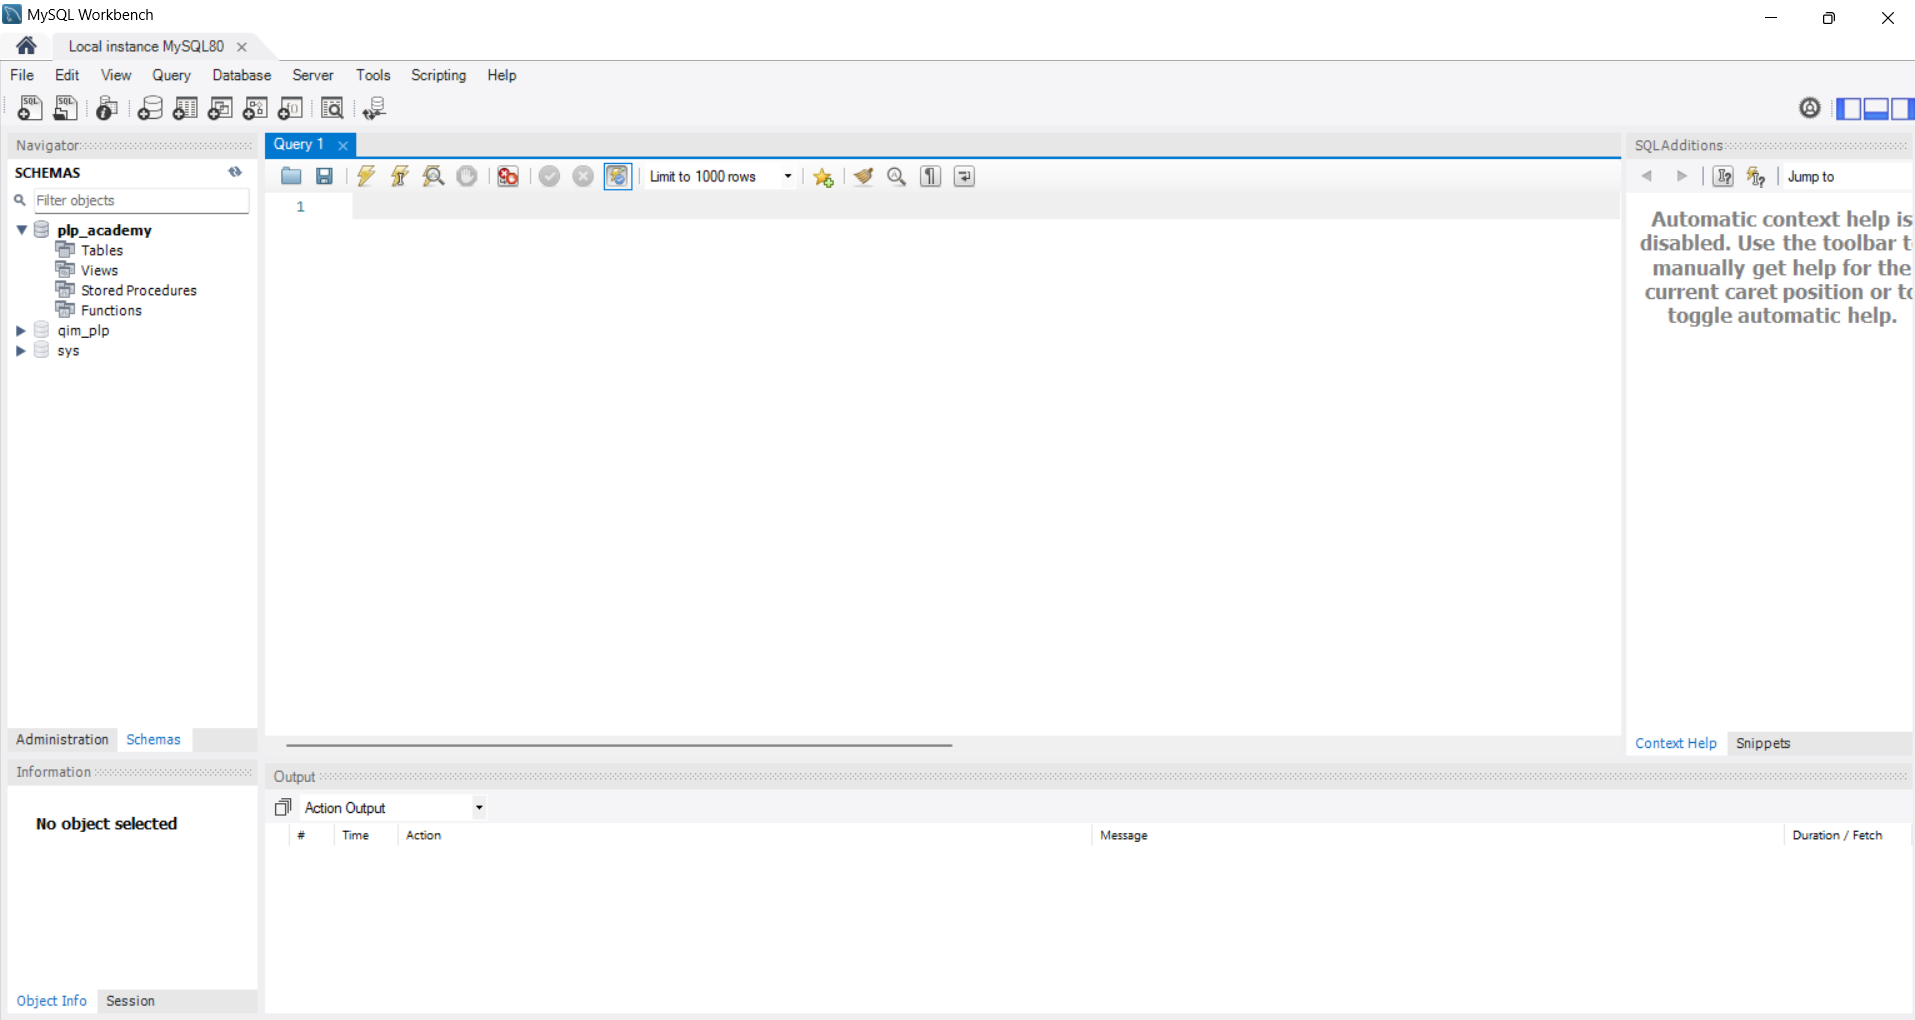 MySQL Workbench
Local instance MySQL80
File Edit View Query Database Server Tools Scripting Help
Navigator
SCHEMAS
Filter objects
plp_academy
Tables
Views
Stored Procedures
Functions
qim_plp
sys
Administration Schemas
Information
No object selected
Object Info Session
Query 1
Limit to 1000 rows
1
SQLAdditions
Jump to
Automatic context help is
disabled. Use the toolbar t
manually get help for the
current caret position or to
toggle automatic help.
Context Help Snippets
Output
Action Output
# Time Action Message Duration / Fetch